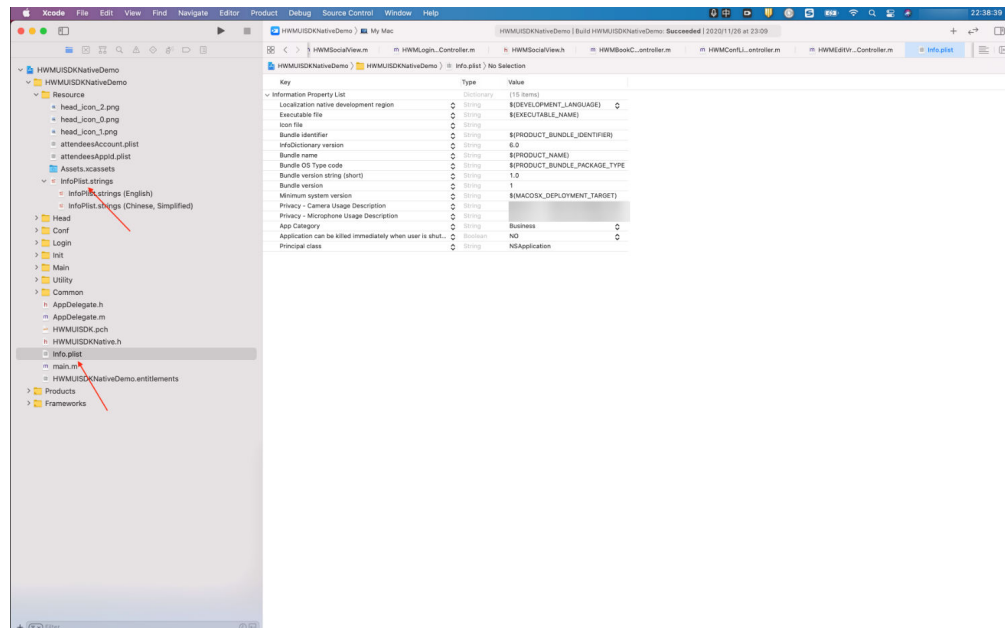 Xcode File Edit View Find Navigate Editor Product Debug Source Control Window Help 22:38:39
HWMUISDKNativeDemo 〉 My Mac
HWMUISDKNativeDemo | Build HWMUISDKNativeDemo: Succeeded | 2020/11/26 at 23:09
HWMSocialView.m HWMLogin...Controller.m HWMSocialView.h HWMBookC...ontroller.m HWMConfLi...ontroller.m HWMEditVr...Controller.m Info.plist
HWMUISDKNativeDemo 〉 HWMUISDKNativeDemo 〉 Info.plist 〉 No Selection
HWMUISDKNativeDemo
HWMUISDKNativeDemo
Resource
head_icon_2.png
head_icon_0.png
head_icon_1.png
attendeesAccount.plist
attendeesAppId.plist
Assets.xcassets
InfoPlist.strings
InfoPlist.strings (English)
InfoPlist.strings (Chinese, Simplified)
Head
Conf
Login
Init
Main
Utility
Common
AppDelegate.h
AppDelegate.m
HWMUISDK.pch
HWMUISDKNative.h
Info.plist
main.m
HWMUISDKNativeDemo.entitlements
Products
Frameworks
Key Type Value
Information Property List Dictionary (15 items)
Localization native development region String $(DEVELOPMENT_LANGUAGE)
Executable file String $(EXECUTABLE_NAME)
Icon file String
Bundle identifier String $(PRODUCT_BUNDLE_IDENTIFIER)
InfoDictionary version String 6.0
Bundle name String $(PRODUCT_NAME)
Bundle OS Type code String $(PRODUCT_BUNDLE_PACKAGE_TYPE
Bundle version string (short) String 1.0
Bundle version String 1
Minimum system version String $(MACOSX_DEPLOYMENT_TARGET)
Privacy - Camera Usage Description String
Privacy - Microphone Usage Description String
App Category String Business
Application can be killed immediately when user is shut... Boolean NO
Principal class String NSApplication